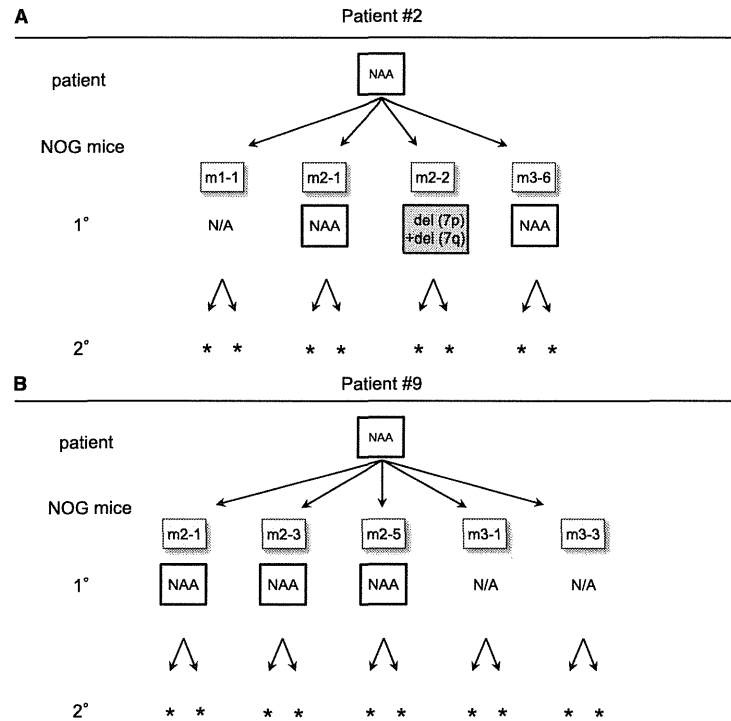 A Patient #2
patient NAA
NOG mice
m1-1 m2-1 m2-2 m3-6
1° N/A NAA del (7p) NAA
+del (7q)
2° * * * * * * * *
B Patient #9
patient NAA
NOG mice
m2-1 m2-3 m2-5 m3-1 m3-3
1° NAA NAA NAA N/A N/A
2° * * * * * * * * * *